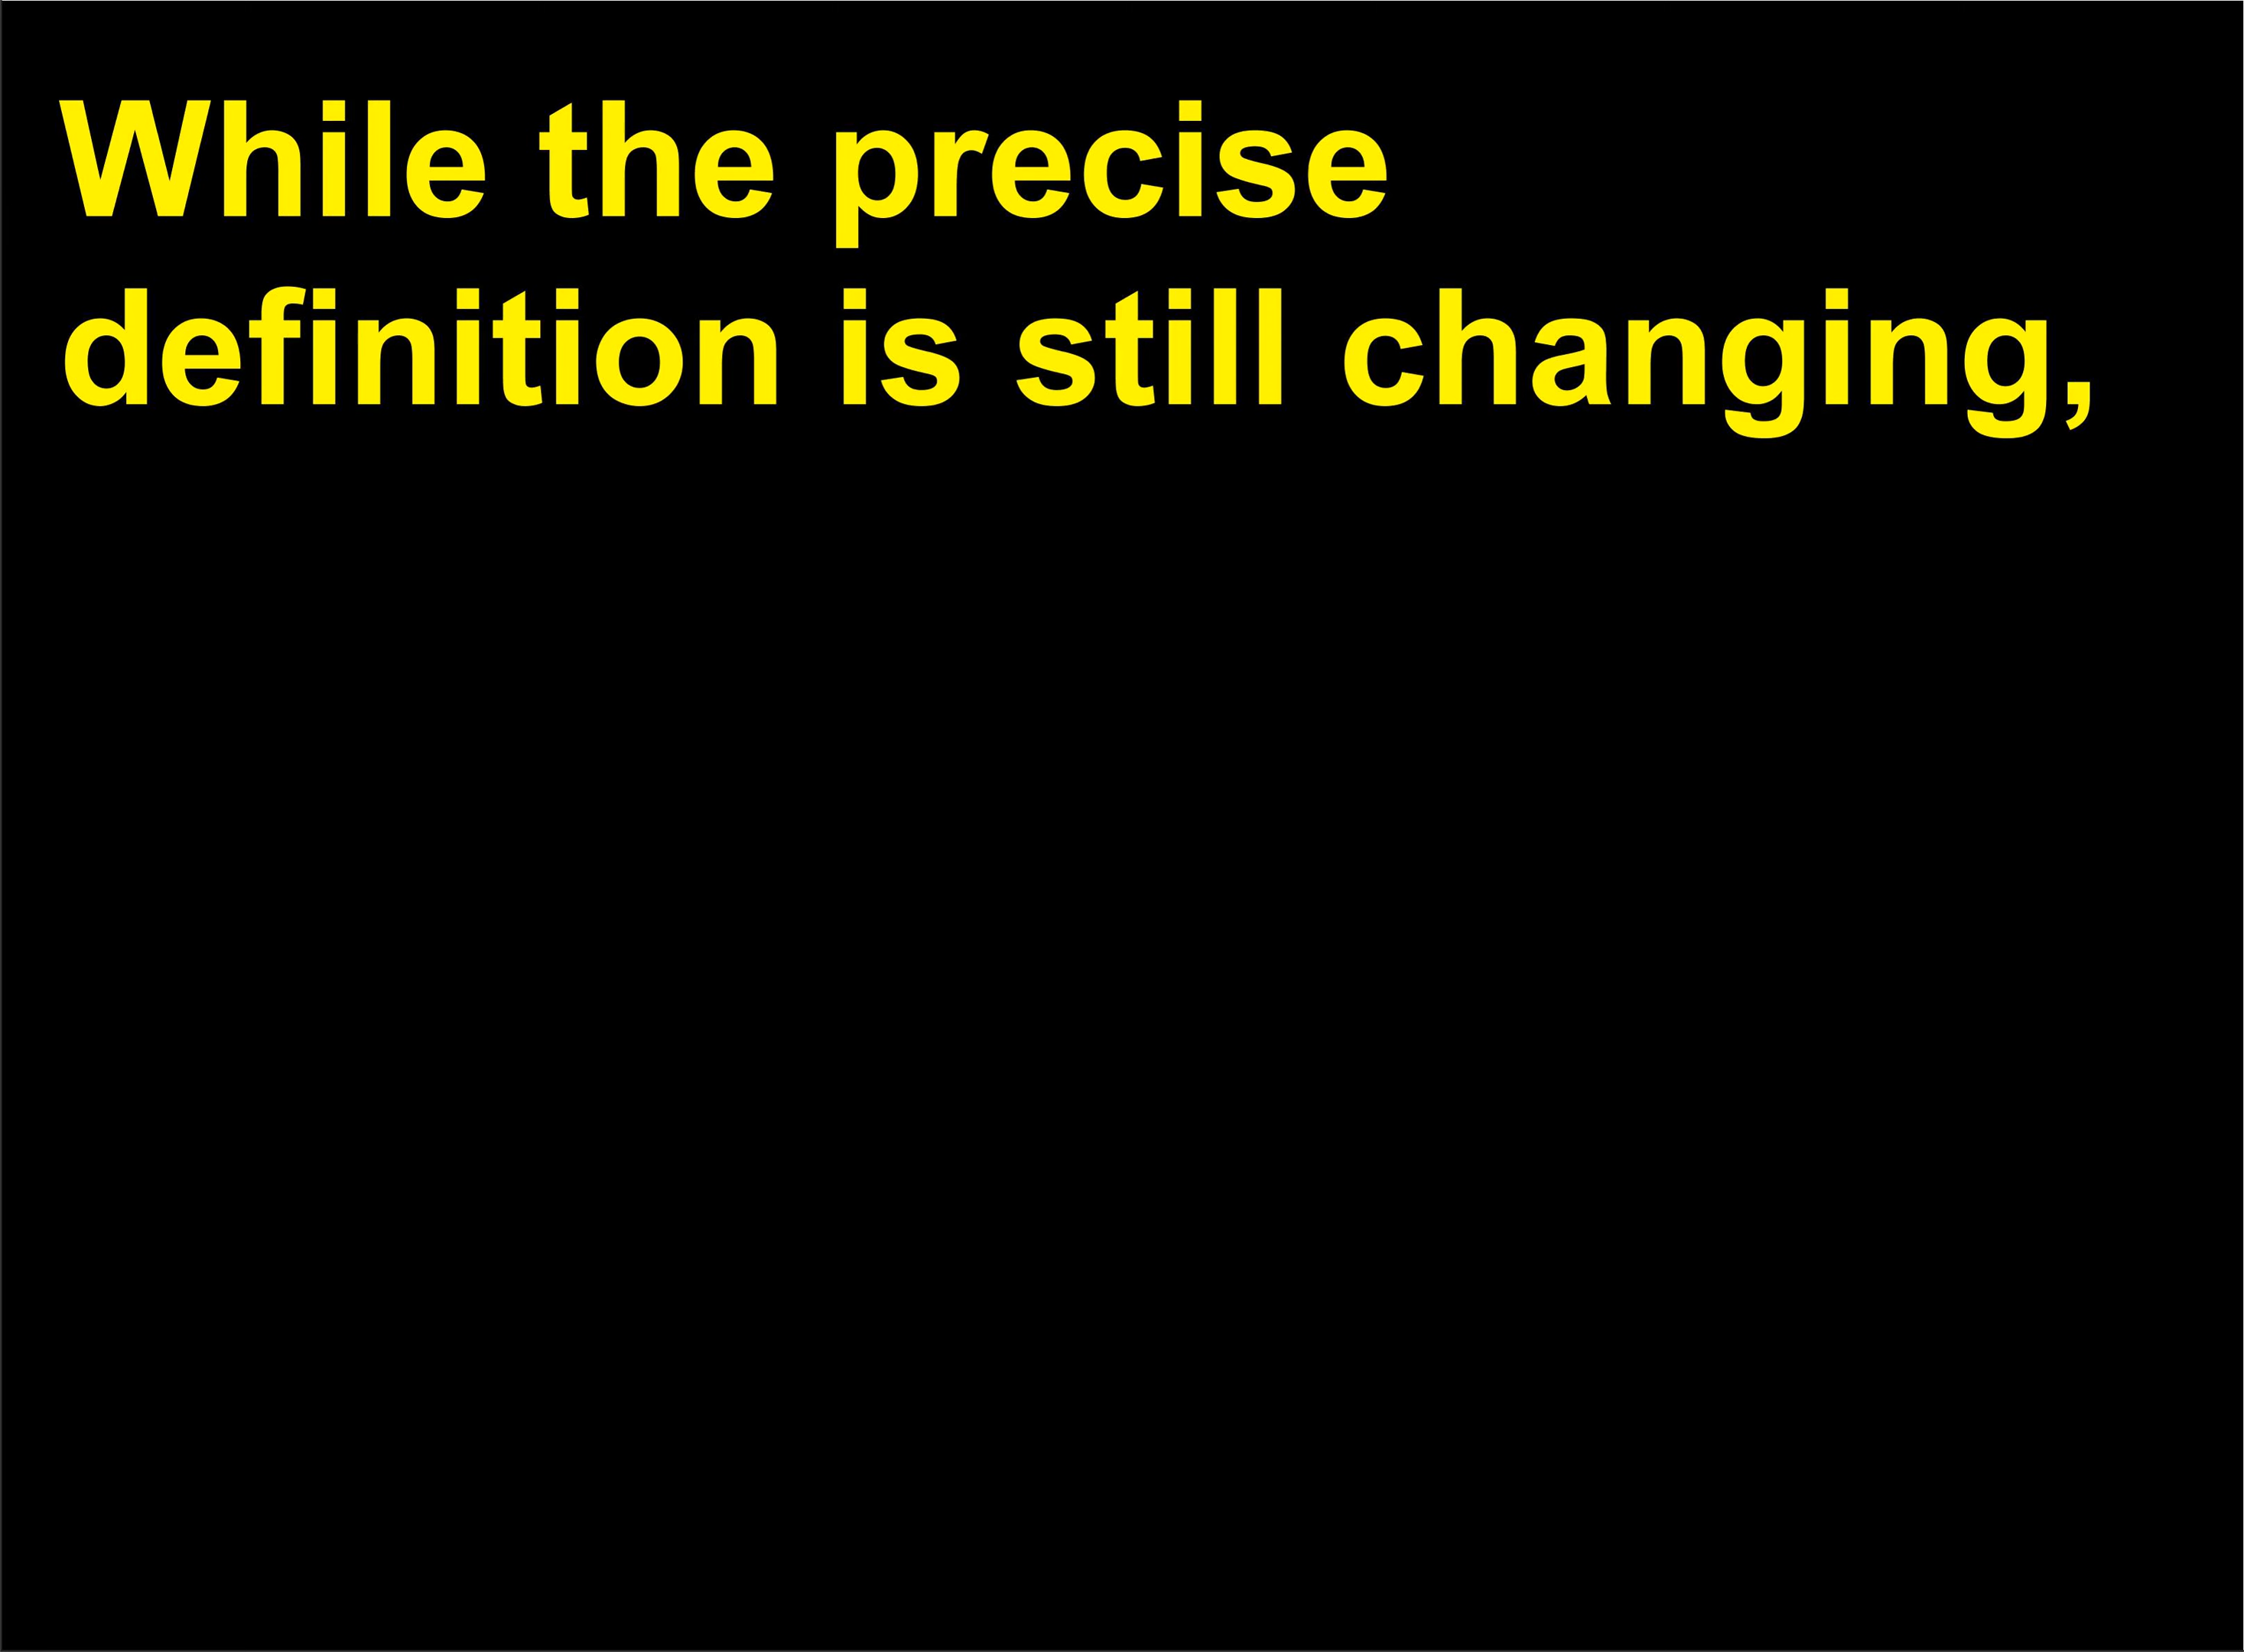 While the precise
definition is still changing,